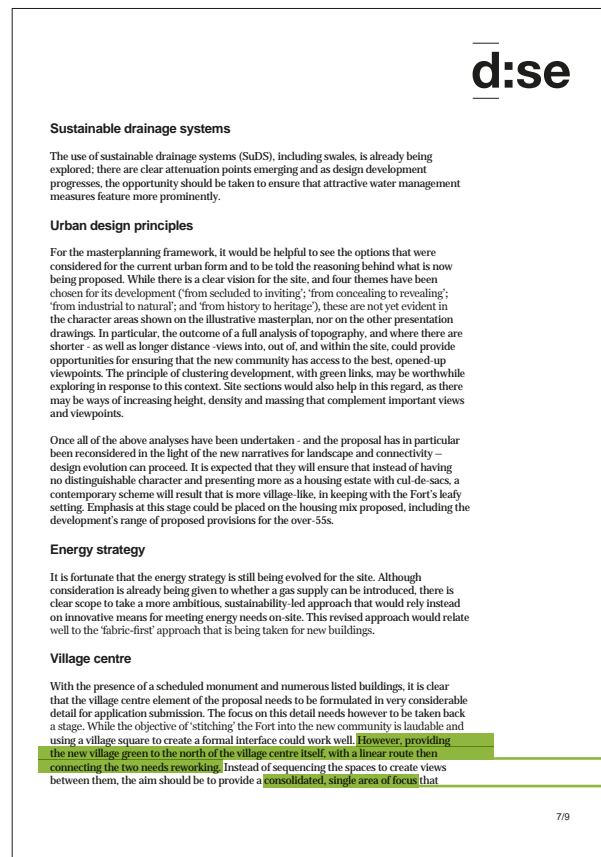 d:se
Sustainable drainage systems
The use of sustainable drainage systems (SuDS), including swales, is already being
explored; there are clear attenuation points emerging and as design development
progresses, the opportunity should be taken to ensure that attractive water management
measures feature more prominently.
Urban design principles
For the masterplanning framework, it would be helpful to see the options that were
considered for the current urban form and to be told the reasoning behind what is now
being proposed. While there is a clear vision for the site, and four themes have been
chosen for its development ('from secluded to inviting'; 'from concealing to revealing';
'from industrial to natural'; and 'from history to heritage'), these are not yet evident in
the character areas shown on the illustrative masterplan, nor on the other presentation
drawings. In particular, the outcome of a full analysis of topography, and where there are
shorter - as well as longer distance -views into, out of, and within the site, could provide
opportunities for ensuring that the new community has access to the best, opened-up
viewpoints. The principle of clustering development, with green links, may be worthwhile
exploring in response to this context. Site sections would also help in this regard, as there
may be ways of increasing height, density and massing that complement important views
and viewpoints.
Once all of the above analyses have been undertaken - and the proposal has in particular
been reconsidered in the light of the new narratives for landscape and connectivity –
design evolution can proceed. It is expected that they will ensure that instead of having
no distinguishable character and presenting more as a housing estate with cul-de-sacs, a
contemporary scheme will result that is more village-like, in keeping with the Fort's leafy
setting. Emphasis at this stage could be placed on the housing mix proposed, including the
development's range of proposed provisions for the over-55s.
Energy strategy
It is fortunate that the energy strategy is still being evolved for the site. Although
consideration is already being given to whether a gas supply can be introduced, there is
clear scope to take a more ambitious, sustainability-led approach that would rely instead
on innovative means for meeting energy needs on-site. This revised approach would relate
well to the 'fabric-first' approach that is being taken for new buildings.
Village centre
With the presence of a scheduled monument and numerous listed buildings, it is clear
that the village centre element of the proposal needs to be formulated in very considerable
detail for application submission. The focus on this detail needs however to be taken back
a stage. While the objective of 'stitching' the Fort into the new community is laudable and
using a village square to create a formal interface could work well. However, providing
the new village green to the north of the village centre itself, with a linear route then
connecting the two needs reworking. Instead of sequencing the spaces to create views
between them, the aim should be to provide a consolidated, single area of focus that
7/9